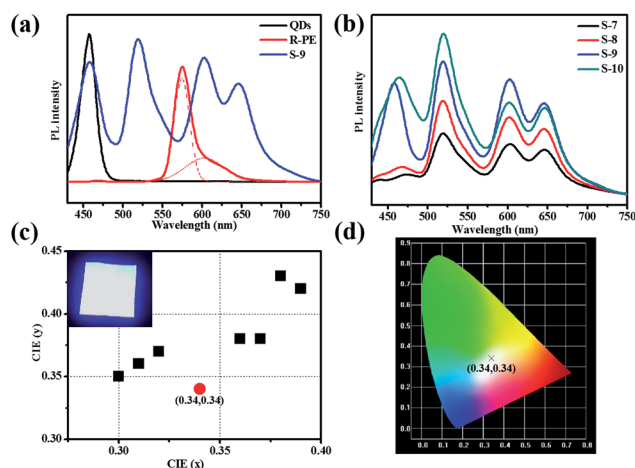 (a)
QDs
R-PE
S-9
PL intensity
450 500 550 600 650 700 750
Wavelength (nm)
(b)
S-7
S-8
S-9
S-10
PL intensity
450 500 550 600 650 700 750
Wavelength (nm)
(c)
0.45
0.40
0.35
0.30
CIE (y)
(0.34,0.34)
0.30 0.35 0.40
CIE (x)
(d)
0.9
0.8
0.7
0.6
0.5
0.4
0.3
0.2
0.1
0.0
(0.34,0.34)
0.0 0.1 0.2 0.3 0.4 0.5 0.6 0.7 0.8